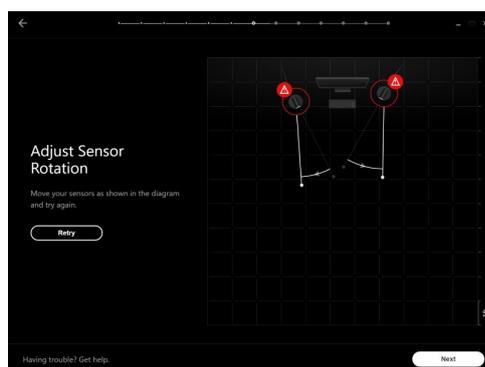 Adjust Sensor
Rotation
Move your sensors as shown in the diagram
and try again.
Retry
Having trouble? Get help.
Next